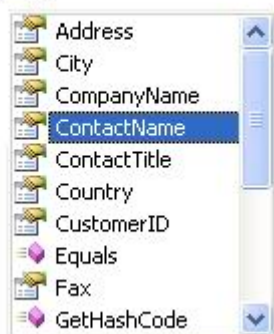 Address
City
CompanyName
ContactName
ContactTitle
Country
CustomerID
Equals
Fax
GetHashCode